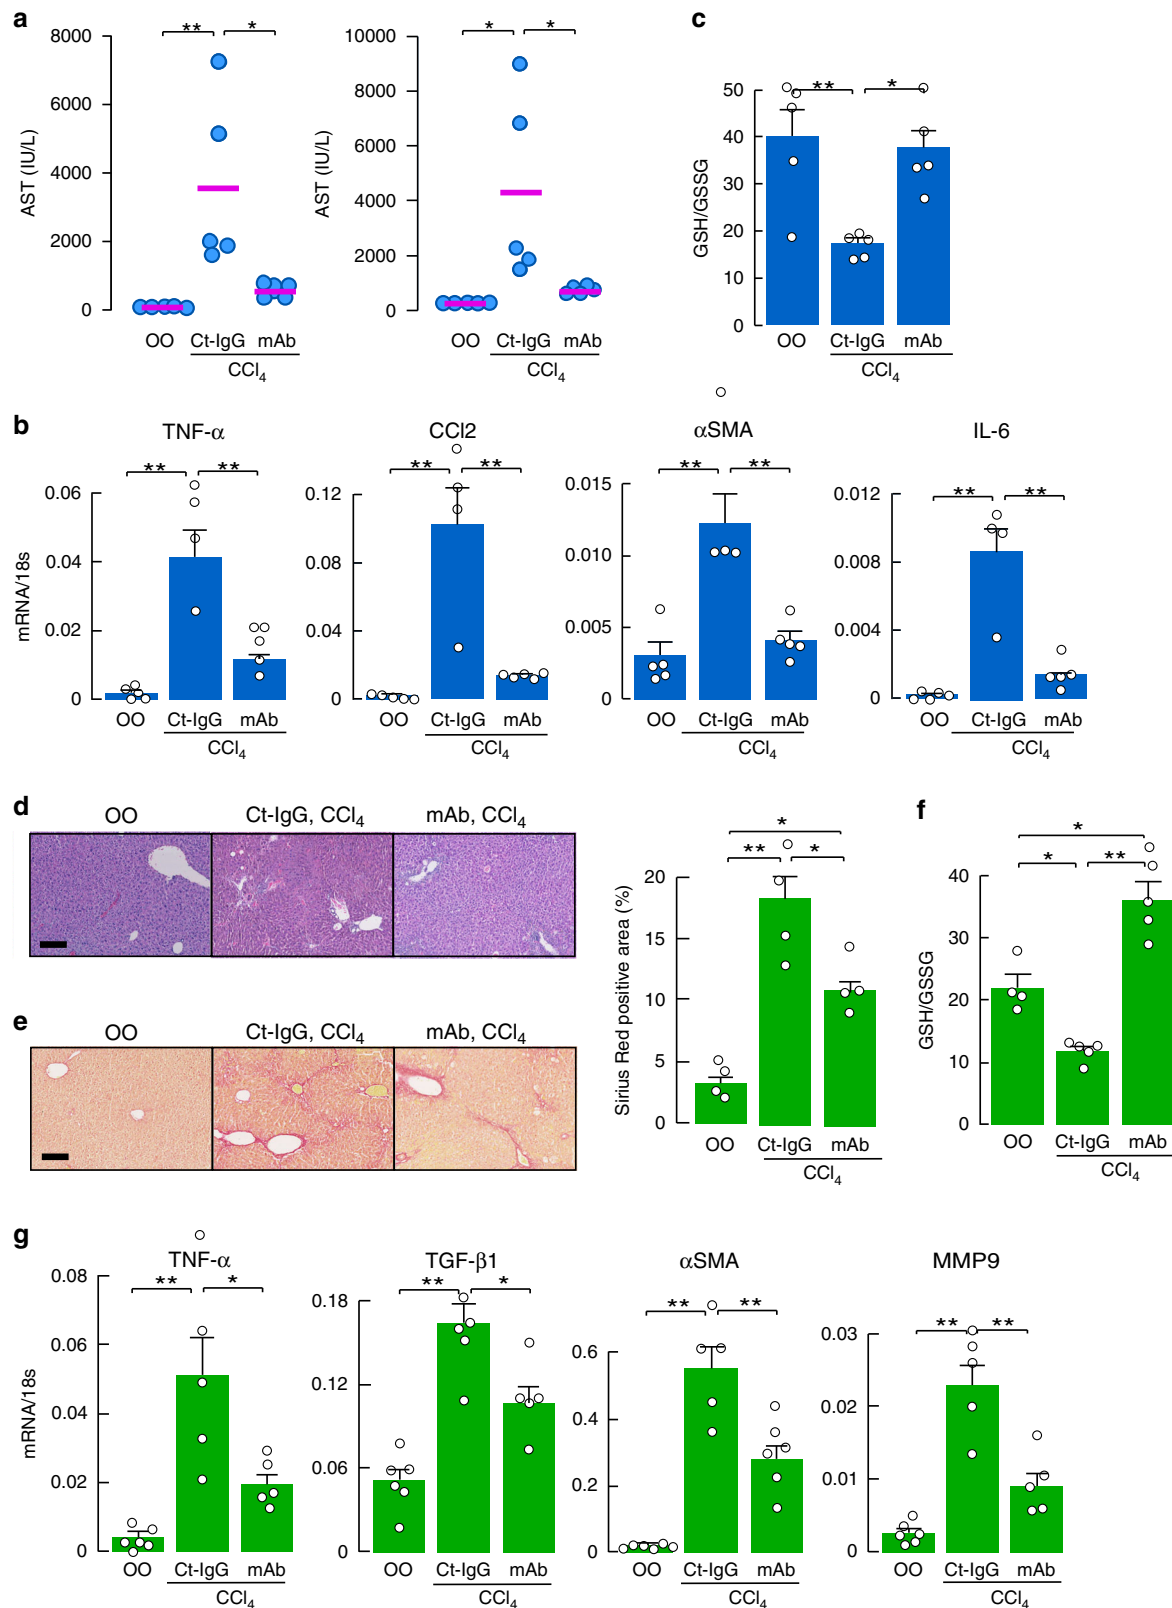 a
8000
6000
4000
2000
0
AST (IU/L)
** *
OO Ct-IgG mAb
CCl4
10000
8000
6000
4000
2000
0
AST (IU/L)
* *
OO Ct-IgG mAb
CCl4
c
50
40
30
20
10
0
GSH/GSSG
** *
OO Ct-IgG mAb
CCl4
b
TNF-α
** **
0.06
0.04
0.02
0
mRNA/18s
OO Ct-IgG mAb
CCl4
CCl2
** **
0.12
0.08
0.04
0
OO Ct-IgG mAb
CCl4
αSMA
** **
0.015
0.010
0.005
0
OO Ct-IgG mAb
CCl4
IL-6
** **
0.012
0.008
0.004
0
OO Ct-IgG mAb
CCl4
d
OO Ct-IgG, CCl4 mAb, CCl4
e
OO Ct-IgG, CCl4 mAb, CCl4
*
** *
20
15
10
5
0
Sirius Red positive area (%)
OO Ct-IgG mAb
CCl4
f
*
* **
40
30
20
10
0
GSH/GSSG
OO Ct-IgG mAb
CCl4
g
TNF-α
** *
0.08
0.06
0.04
0.02
0
mRNA/18s
OO Ct-IgG mAb
CCl4
TGF-β1
** *
0.18
0.12
0.06
0
OO Ct-IgG mAb
CCl4
αSMA
** **
0.6
0.4
0.2
0
OO Ct-IgG mAb
CCl4
MMP9
** **
0.03
0.02
0.01
0.00
OO Ct-IgG mAb
CCl4